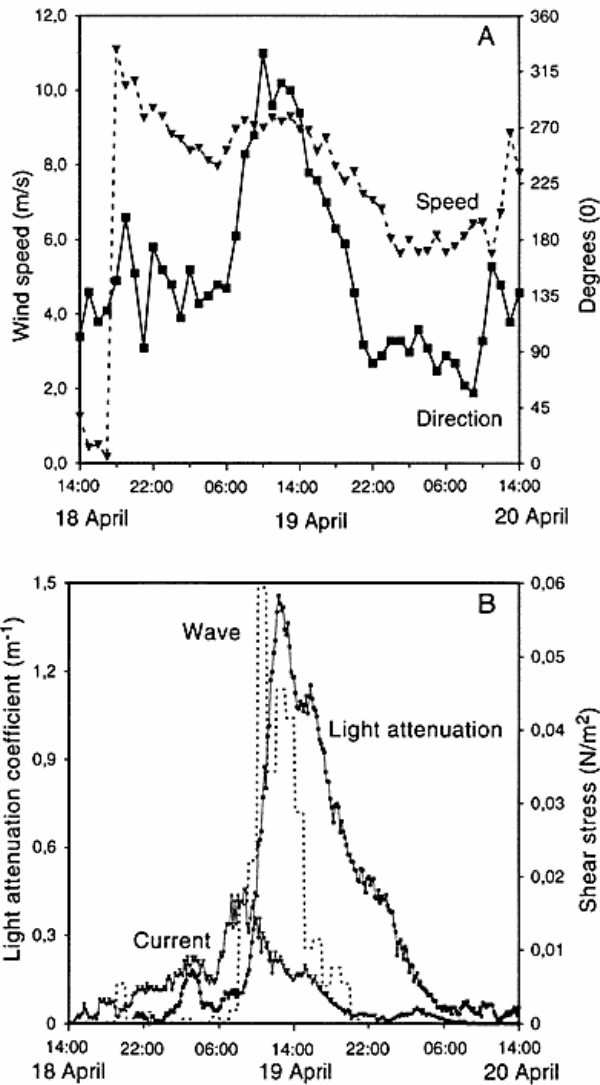 A
12,0
10,0
8,0
6,0
4,0
2,0
0,0
Wind speed (m/s)
360
315
270
225
180
135
90
45
0
Degrees (0)
Speed
Direction
14:00 22:00 06:00 14:00 22:00 06:00 14:00
18 April 19 April 20 April
B
1,5
1,2
0,9
0,6
0,3
0
Light attenuation coefficient (m-1)
0,06
0,05
0,04
0,03
0,02
0,01
0
Shear stress (N/m2)
Wave
Light attenuation
Current
14:00 22:00 06:00 14:00 22:00 06:00 14:00
18 April 19 April 20 April